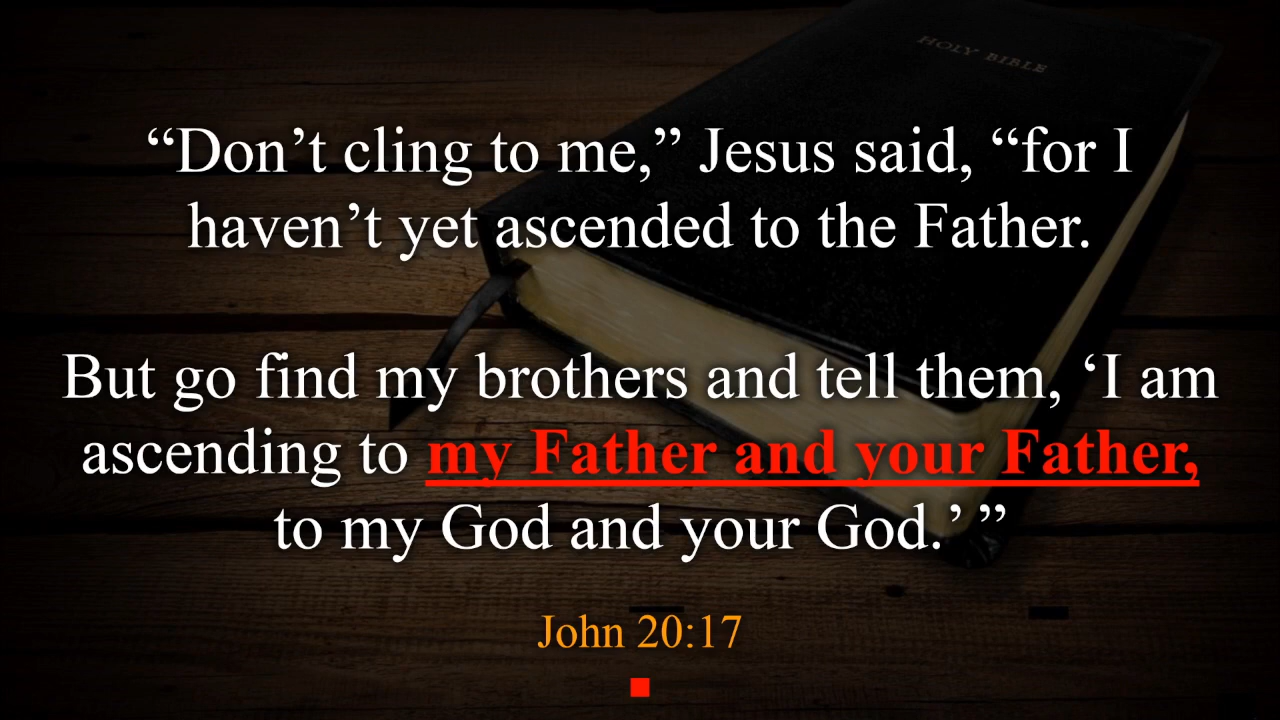 HOLY BIBLE
“Don’t cling to me,” Jesus said, “for I
haven’t yet ascended to the Father.
But go find my brothers and tell them, ‘I am
ascending to my Father and your Father,
to my God and your God.’ ”
John 20:17